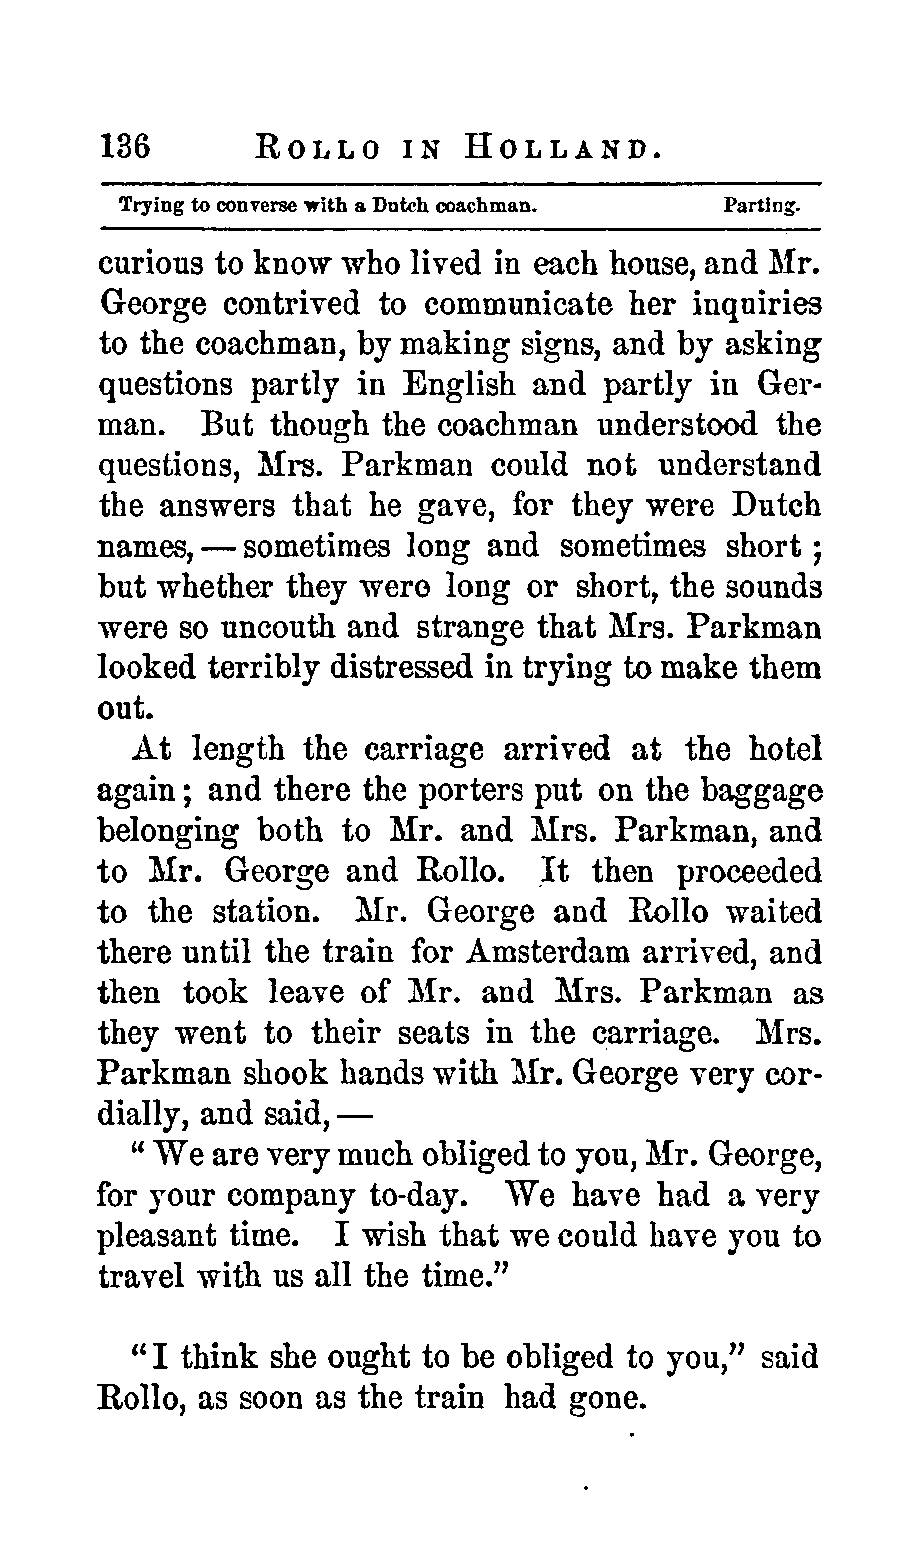 136 ROLLO IN HOLLAND.
Trying to converse with a Dutch coachman. Parting.
curious to know who lived in each house, and Mr.
George contrived to communicate her inquiries
to the coachman, by making signs, and by asking
questions partly in English and partly in Ger-
man. But though the coachman understood the
questions, Mrs. Parkman could not understand
the answers that he gave, for they were Dutch
names, — sometimes long and sometimes short ;
but whether they were long or short, the sounds
were so uncouth and strange that Mrs. Parkman
looked terribly distressed in trying to make them
out.
At length the carriage arrived at the hotel
again ; and there the porters put on the baggage
belonging both to Mr. and Mrs. Parkman, and
to Mr. George and Rollo. It then proceeded
to the station. Mr. George and Rollo waited
there until the train for Amsterdam arrived, and
then took leave of Mr. and Mrs. Parkman as
they went to their seats in the carriage. Mrs.
Parkman shook hands with Mr. George very cor-
dially, and said, —
“ We are very much obliged to you, Mr. George,
for your company to-day. We have had a very
pleasant time. I wish that we could have you to
travel with us all the time.”
“ I think she ought to be obliged to you,” said
Rollo, as soon as the train had gone.